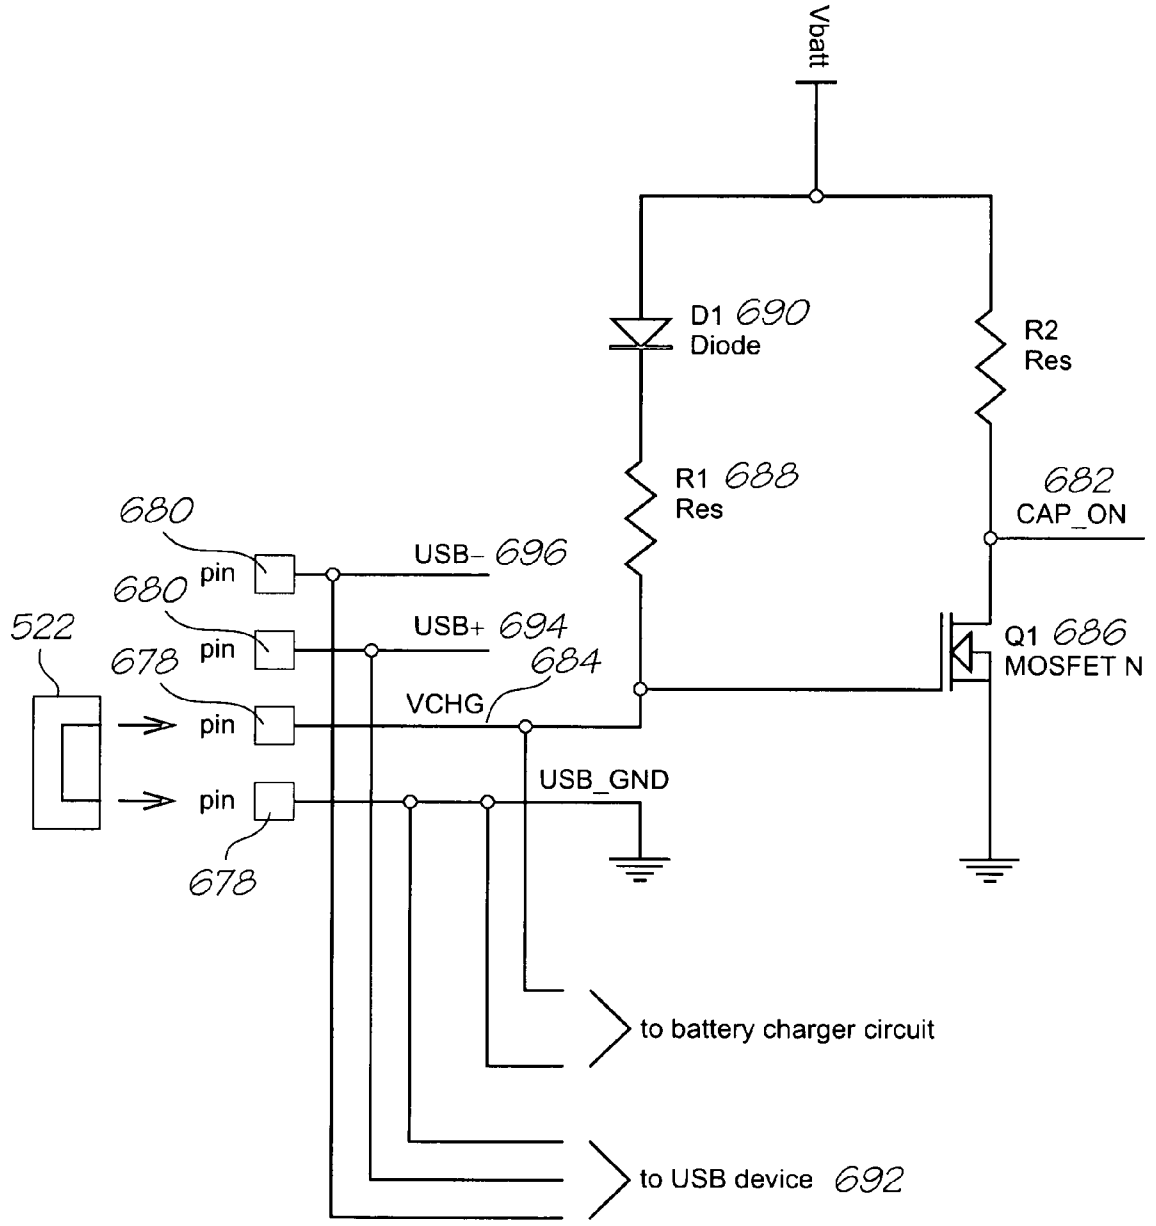 Vbatt
D1 690
Diode
R2
Res
R1 688
Res
682
CAP_ON
680
pin
USB– 696
680
pin
USB+ 694
522
678
684
Q1 686
MOSFET N
VCHG
pin
USB_GND
pin
678
to battery charger circuit
to USB device 692